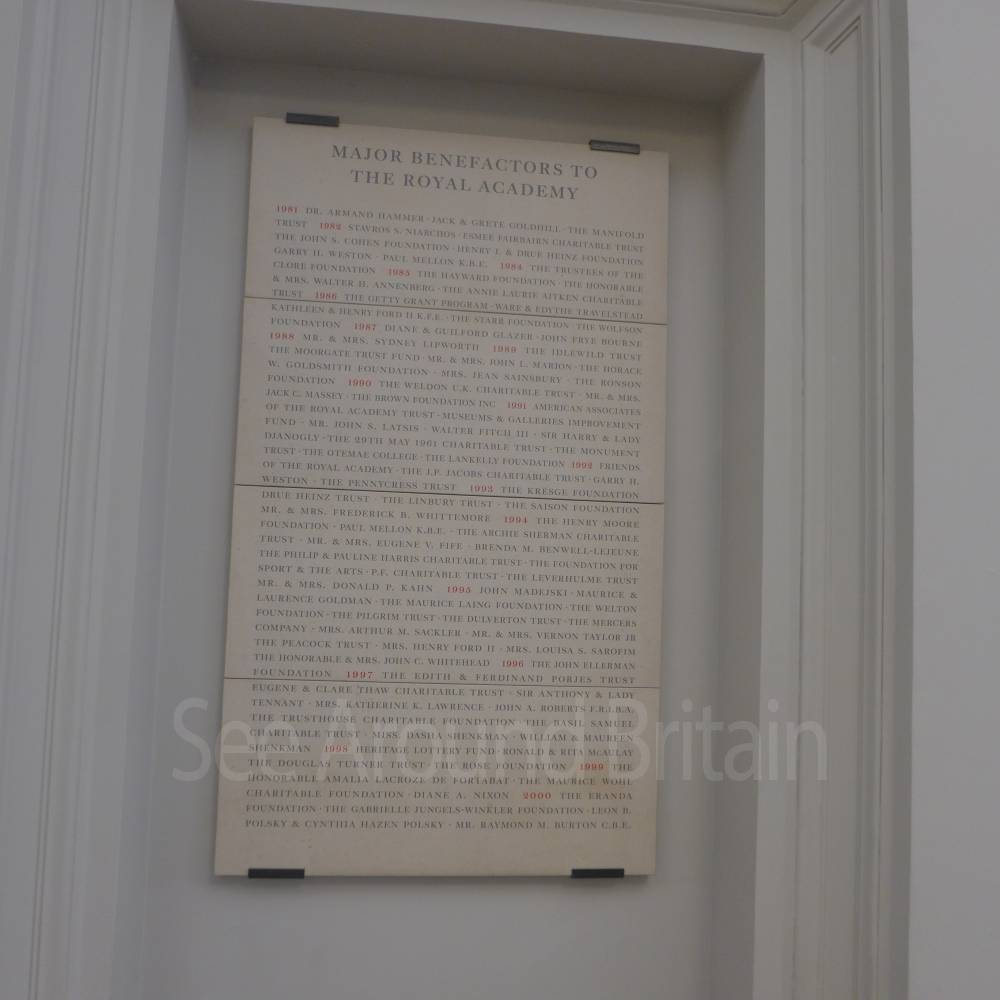 MAJOR BENEFACTORS TO
THE ROYAL ACADEMY
1981 DR. ARMAND HAMMER · JACK & GRETE GOLDHILL · THE MANIFOLD
TRUST 1982 STAVROS S. NIARCHOS · ESMEE FAIRBAIRN CHARITABLE TRUST
THE JOHN S. COHEN FOUNDATION · HENRY J. & DRUE HEINZ FOUNDATION
GARRY H. WESTON · PAUL MELLON K.B.E. 1984 THE TRUSTEES OF THE
CLORE FOUNDATION 1985 THE HAYWARD FOUNDATION · THE HONORABLE
& MRS. WALTER H. ANNENBERG · THE ANNIE LAURIE AITKEN CHARITABLE
TRUST 1986 THE GETTY GRANT PROGRAM · WARE & EDYTHE TRAVELSTEAD
KATHLEEN & HENRY FORD II K.F.E. · THE STARR FOUNDATION · THE WOLFSON
FOUNDATION 1987 DIANE & GUILFORD GLAZER · JOHN FRYE BOURNE
1988 MR. & MRS. SYDNEY LIPWORTH 1989 THE IDLEWILD TRUST
THE MOORGATE TRUST FUND · MR. & MRS. JOHN L. MARION · THE HORACE
W. GOLDSMITH FOUNDATION · MRS. JEAN SAINSBURY · THE RONSON
FOUNDATION 1990 THE WELDON U.K. CHARITABLE TRUST · MR. & MRS.
JACK C. MASSEY · THE BROWN FOUNDATION INC 1991 AMERICAN ASSOCIATES
OF THE ROYAL ACADEMY TRUST · MUSEUMS & GALLERIES IMPROVEMENT
FUND · MR. JOHN S. LATSIS · WALTER FITCH III · SIR HARRY & LADY
DJANOGLY · THE 29TH MAY 1961 CHARITABLE TRUST · THE MONUMENT
TRUST · THE OTEMAE COLLEGE · THE LANKELLY FOUNDATION 1992 FRIENDS
OF THE ROYAL ACADEMY · THE J.P. JACOBS CHARITABLE TRUST · GARRY H.
WESTON · THE PENNYCRESS TRUST 1993 THE KRESGE FOUNDATION
DRUE HEINZ TRUST · THE LINBURY TRUST · THE SAISON FOUNDATION
MR. & MRS. FREDERICK B. WHITTEMORE 1994 THE HENRY MOORE
FOUNDATION · PAUL MELLON K.B.E. · THE ARCHIE SHERMAN CHARITABLE
TRUST · MR. & MRS. EUGENE V. FIFE · BRENDA M. BENWELL-LEJEUNE
THE PHILIP & PAULINE HARRIS CHARITABLE TRUST · THE FOUNDATION FOR
SPORT & THE ARTS · P.F. CHARITABLE TRUST · THE LEVERHULME TRUST
MR. & MRS. DONALD P. KAHN 1995 JOHN MADEJSKI · MAURICE &
LAURENCE GOLDMAN · THE MAURICE LAING FOUNDATION · THE WELTON
FOUNDATION · THE PILGRIM TRUST · THE DULVERTON TRUST · THE MERCERS
COMPANY · MRS. ARTHUR M. SACKLER · MR. & MRS. VERNON TAYLOR JR
THE PEACOCK TRUST · MRS. HENRY FORD II · MRS. LOUISA S. SAROFIM
THE HONORABLE & MRS. JOHN C. WHITEHEAD 1996 THE JOHN ELLERMAN
FOUNDATION 1997 THE EDITH & FERDINAND PORJES TRUST
EUGENE & CLARE THAW CHARITABLE TRUST · SIR ANTHONY & LADY
TENNANT · MRS. KATHERINE K. LAWRENCE · JOHN A. ROBERTS F.R.I.B.A.
THE TRUSTHOUSE CHARITABLE FOUNDATION · THE BASIL SAMUEL
CHARITABLE TRUST · MISS. DASHA SHENKMAN · WILLIAM & MAUREEN
SHENKMAN 1998 HERITAGE LOTTERY FUND · RONALD & RITA McAULAY
THE DOUGLAS TURNER TRUST · THE ROSE FOUNDATION 1999 THE
HONORABLE AMALIA LACROZE DE FORTABAT · THE MAURICE WOHL
CHARITABLE FOUNDATION · DIANE A. NIXON 2000 THE ERANDA
FOUNDATION · THE GABRIELLE JUNGELS-WINKLER FOUNDATION · LEON B.
POLSKY & CYNTHIA HAZEN POLSKY · MR. RAYMOND M. BURTON C.B.E.
See Around Britain